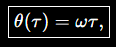 θ(τ) = ωτ,